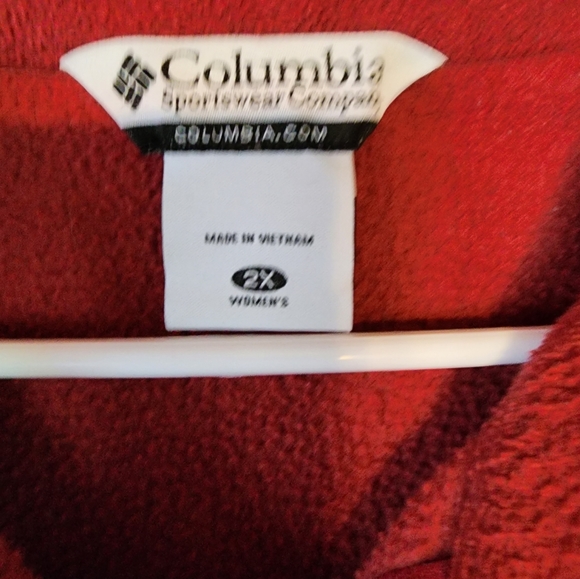 Columbia
Sportswear Company
COLUMBIA.COM
MADE IN VIETNAM
2X
WOMEN'S